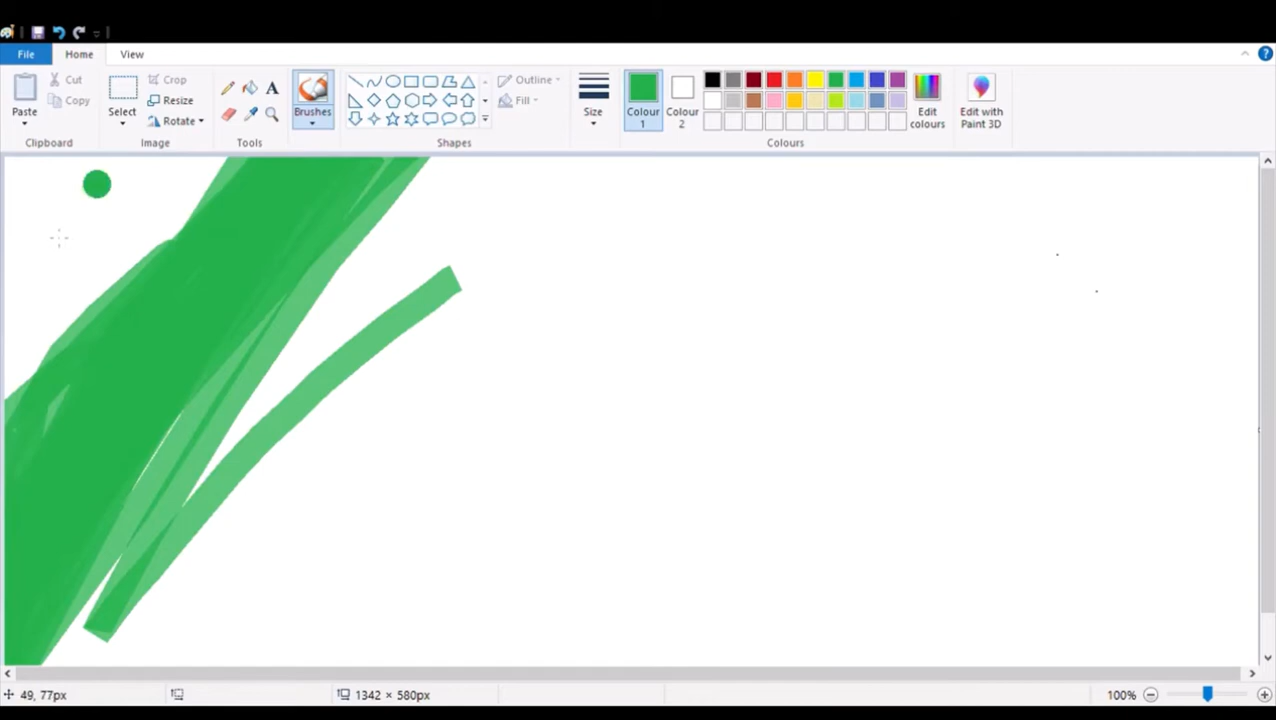 File Home View
Paste Cut Copy Clipboard
Select Crop Resize Rotate Image
Tools
Brushes
Outline Fill Shapes
Size
Colour 1 Colour 2 Edit colours Colours
Edit with Paint 3D
49, 77px 1342 × 580px 100%